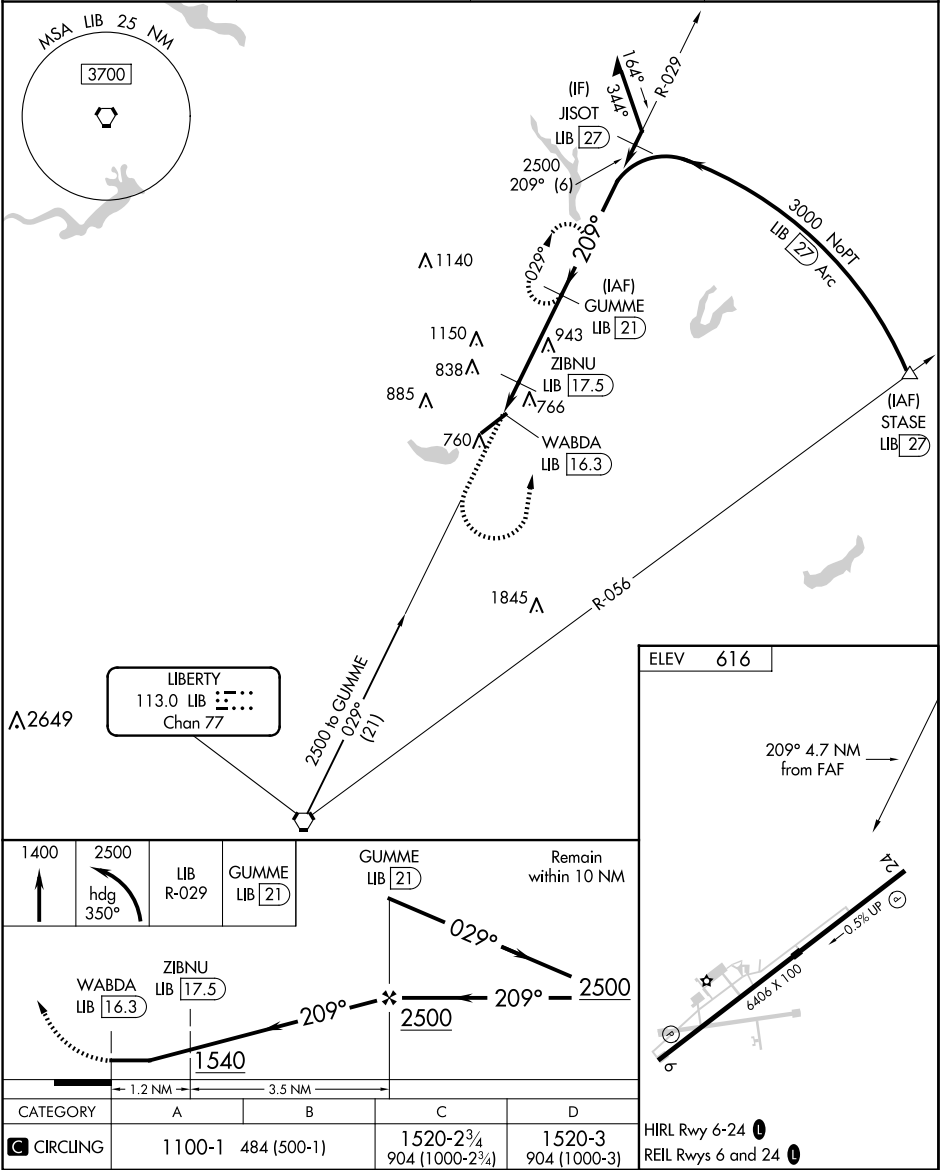 MSA LIB 25 NM
3700
R-029
164°
344°
(IF)
JISOT
LIB 27
2500
209° (6)
3000 NoPT
LIB 27 Arc
209°
029°
1140
(IAF)
GUMME
LIB 21
1150
943
838
ZIBNU
LIB 17.5
885
766
(IAF)
STASE
LIB 27
760
WABDA
LIB 16.3
1845
R-056
LIBERTY
113.0 LIB
Chan 77
2649
2500 to GUMME
029°
(21)
ELEV 616
209° 4.7 NM
from FAF
24
0.5% UP
P
6406 X 100
P
6
HIRL Rwy 6-24 L
REIL Rwys 6 and 24 L
1400
2500
hdg
350°
LIB
R-029
GUMME
LIB 21
GUMME
LIB 21
Remain
within 10 NM
029°
2500
209°
2500
209°
ZIBNU
LIB 17.5
WABDA
LIB 16.3
1540
1.2 NM
3.5 NM
CATEGORY A B C D
C CIRCLING 1100-1 484 (500-1) 1520-2¾ 904 (1000-2¾) 1520-3 904 (1000-3)